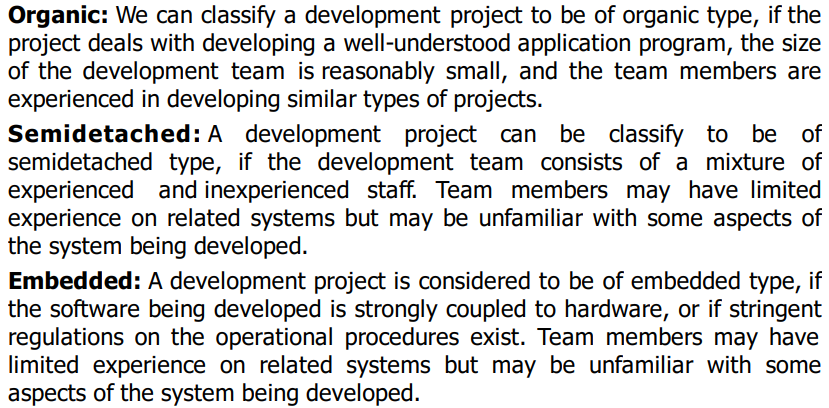 Organic: We can classify a development project to be of organic type, if the
project deals with developing a well-understood application program, the size
of the development team is reasonably small, and the team members are
experienced in developing similar types of projects.
Semidetached: A development project can be classify to be of
semidetached type, if the development team consists of a mixture of
experienced and inexperienced staff. Team members may have limited
experience on related systems but may be unfamiliar with some aspects of
the system being developed.
Embedded: A development project is considered to be of embedded type, if
the software being developed is strongly coupled to hardware, or if stringent
regulations on the operational procedures exist. Team members may have
limited experience on related systems but may be unfamiliar with some
aspects of the system being developed.